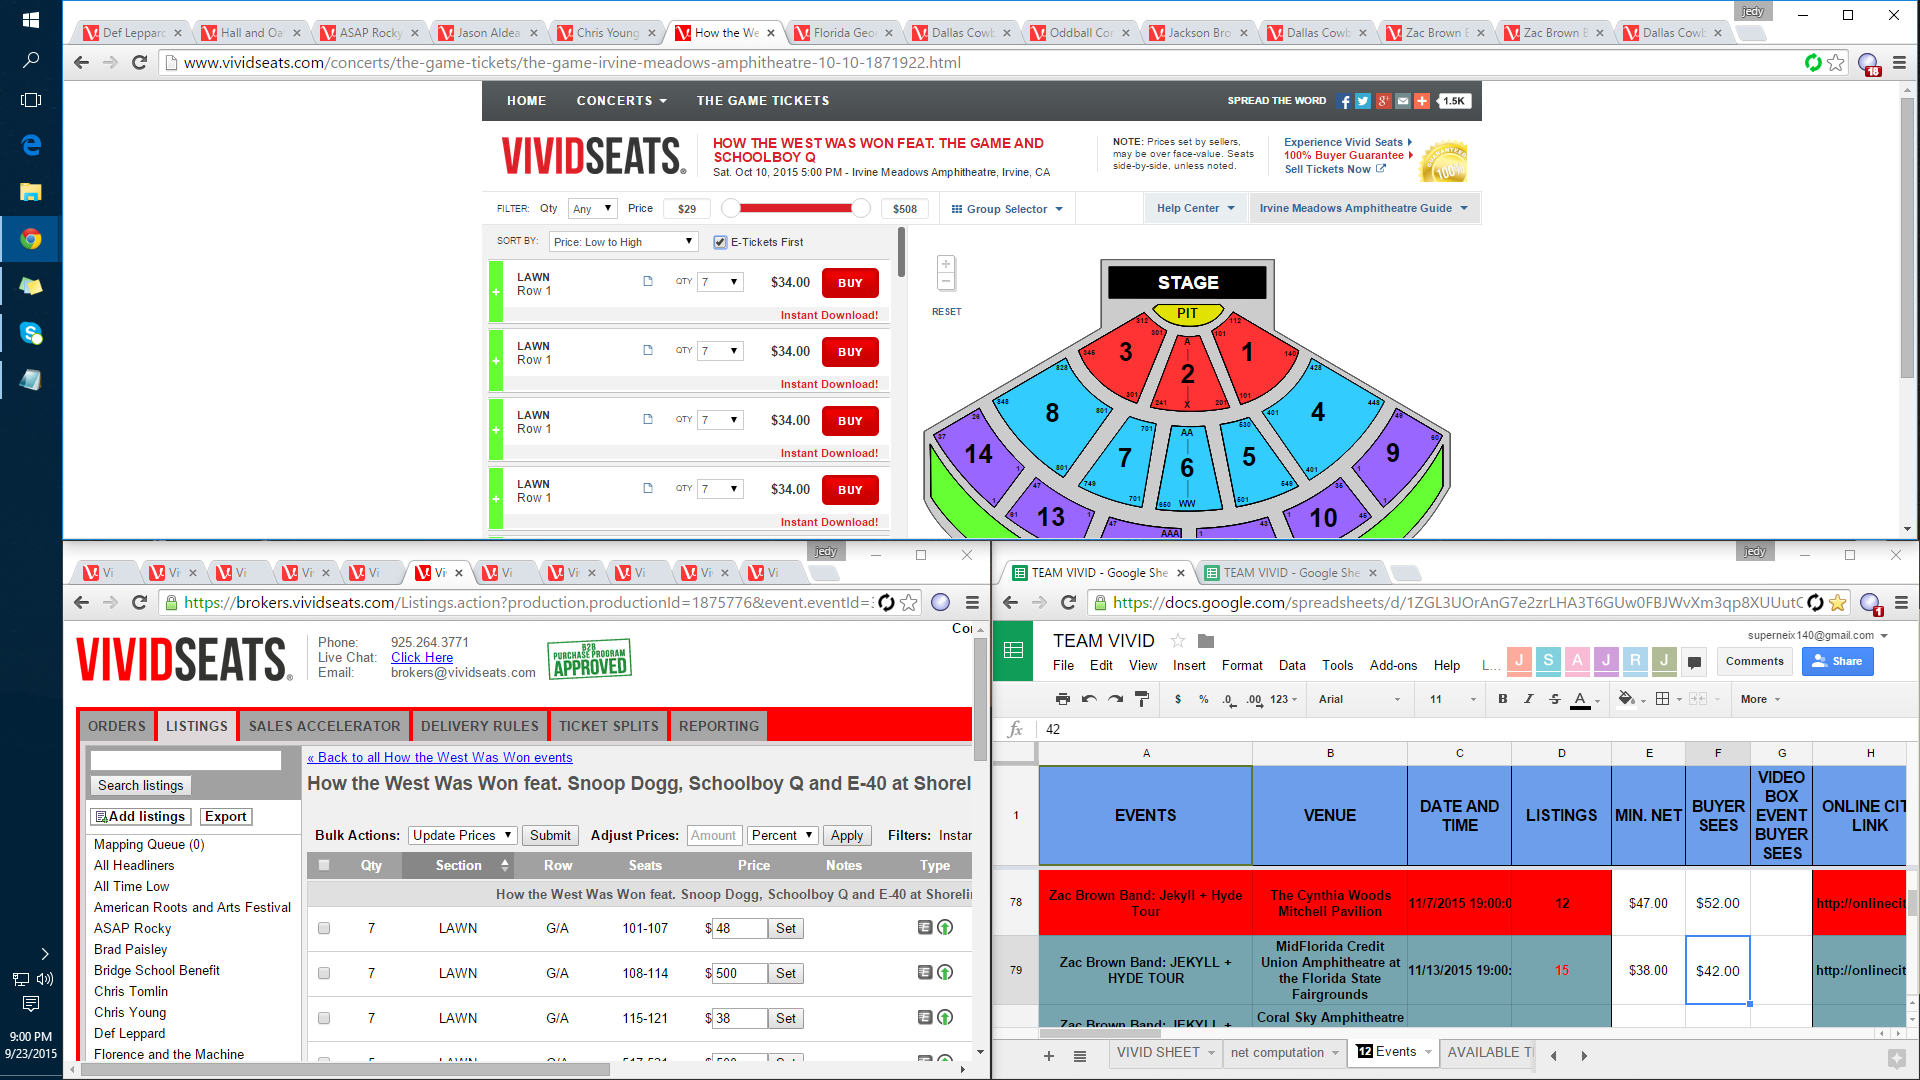 jedy
Def Leppard
Hall and Oa
ASAP Rocky
Jason Aldea
Chris Young
How the We
Florida Geo
Dallas Cowb
Oddball Co
Jackson Bro
Dallas Cowb
Zac Brown B
Zac Brown B
Dallas Cowb
www.vividseats.com/concerts/the-game-tickets/the-game-irvine-meadows-amphitheatre-10-10-1871922.html
18
HOME CONCERTS THE GAME TICKETS SPREAD THE WORD 1.5K
VIVIDSEATS.
HOW THE WEST WAS WON FEAT. THE GAME AND
SCHOOLBOY Q
Sat. Oct 10, 2015 5:00 PM - Irvine Meadows Amphitheatre, Irvine, CA
NOTE: Prices set by sellers,
may be over face-value. Seats
side-by-side, unless noted.
Experience Vivid Seats
100% Buyer Guarantee
Sell Tickets Now
100%
FILTER: Qty Any Price $29 $508 Group Selector Help Center Irvine Meadows Amphitheatre Guide
SORT BY: Price: Low to High E-Tickets First
LAWN
Row 1 QTY 7 $34.00 BUY
Instant Download!
LAWN
Row 1 QTY 7 $34.00 BUY
Instant Download!
LAWN
Row 1 QTY 7 $34.00 BUY
Instant Download!
LAWN
Row 1 QTY 7 $34.00 BUY
Instant Download!
RESET
STAGE
PIT
3 2 1
8 7 6 5 4
14 13 10 9
AA
WW
AAA
jedy
Vi Vi Vi Vi Vi Vi Vi Vi Vi Vi Vi
https://brokers.vividseats.com/Listings.action?production.productionId=1875776&event.eventId=
VIVIDSEATS.
Phone: 925.264.3771
Live Chat: Click Here
Email: brokers@vividseats.com
B2B
PURCHASE PROGRAM
APPROVED
ORDERS LISTINGS SALES ACCELERATOR DELIVERY RULES TICKET SPLITS REPORTING
Search listings
Add listings Export
Mapping Queue (0)
All Headliners
All Time Low
American Roots and Arts Festival
ASAP Rocky
Brad Paisley
Bridge School Benefit
Chris Tomlin
Chris Young
Def Leppard
Florence and the Machine
« Back to all How the West Was Won events
How the West Was Won feat. Snoop Dogg, Schoolboy Q and E-40 at Shorel
Bulk Actions: Update Prices Submit Adjust Prices: Amount Percent Apply Filters: Instar
Qty Section Row Seats Price Notes Type
How the West Was Won feat. Snoop Dogg, Schoolboy Q and E-40 at Shoreli
7 LAWN G/A 101-107 $ 48 Set
7 LAWN G/A 108-114 $ 500 Set
7 LAWN G/A 115-121 $ 38 Set
jedy
TEAM VIVID - Google She
TEAM VIVID - Google She
https://docs.google.com/spreadsheets/d/1ZGL3UOrAnG7e2zrLHA3T6GUw0FBJWvXm3qp8XUUut
1
TEAM VIVID
superneix140@gmail.com
File Edit View Insert Format Data Tools Add-ons Help L... J S A J R J Comments Share
$ % .0 .00 123 Arial 11 B I S A More
fx 42
A B C D E F G H
1 EVENTS VENUE DATE AND TIME LISTINGS MIN. NET BUYER SEES VIDEO BOX EVENT BUYER SEES ONLINE CIT LINK
78 Zac Brown Band: Jekyll + Hyde Tour The Cynthia Woods Mitchell Pavilion 11/7/2015 19:00:0 12 $47.00 $52.00 http://onlinecit
79 Zac Brown Band: JEKYLL + HYDE TOUR MidFlorida Credit Union Amphitheatre at the Florida State Fairgrounds 11/13/2015 19:00: 15 $38.00 $42.00 http://onlinecit
Zac Brown Band: JEKYLL + Coral Sky Amphitheatre
VIVID SHEET net computation 12 Events AVAILABLE T
9:00 PM
9/23/2015